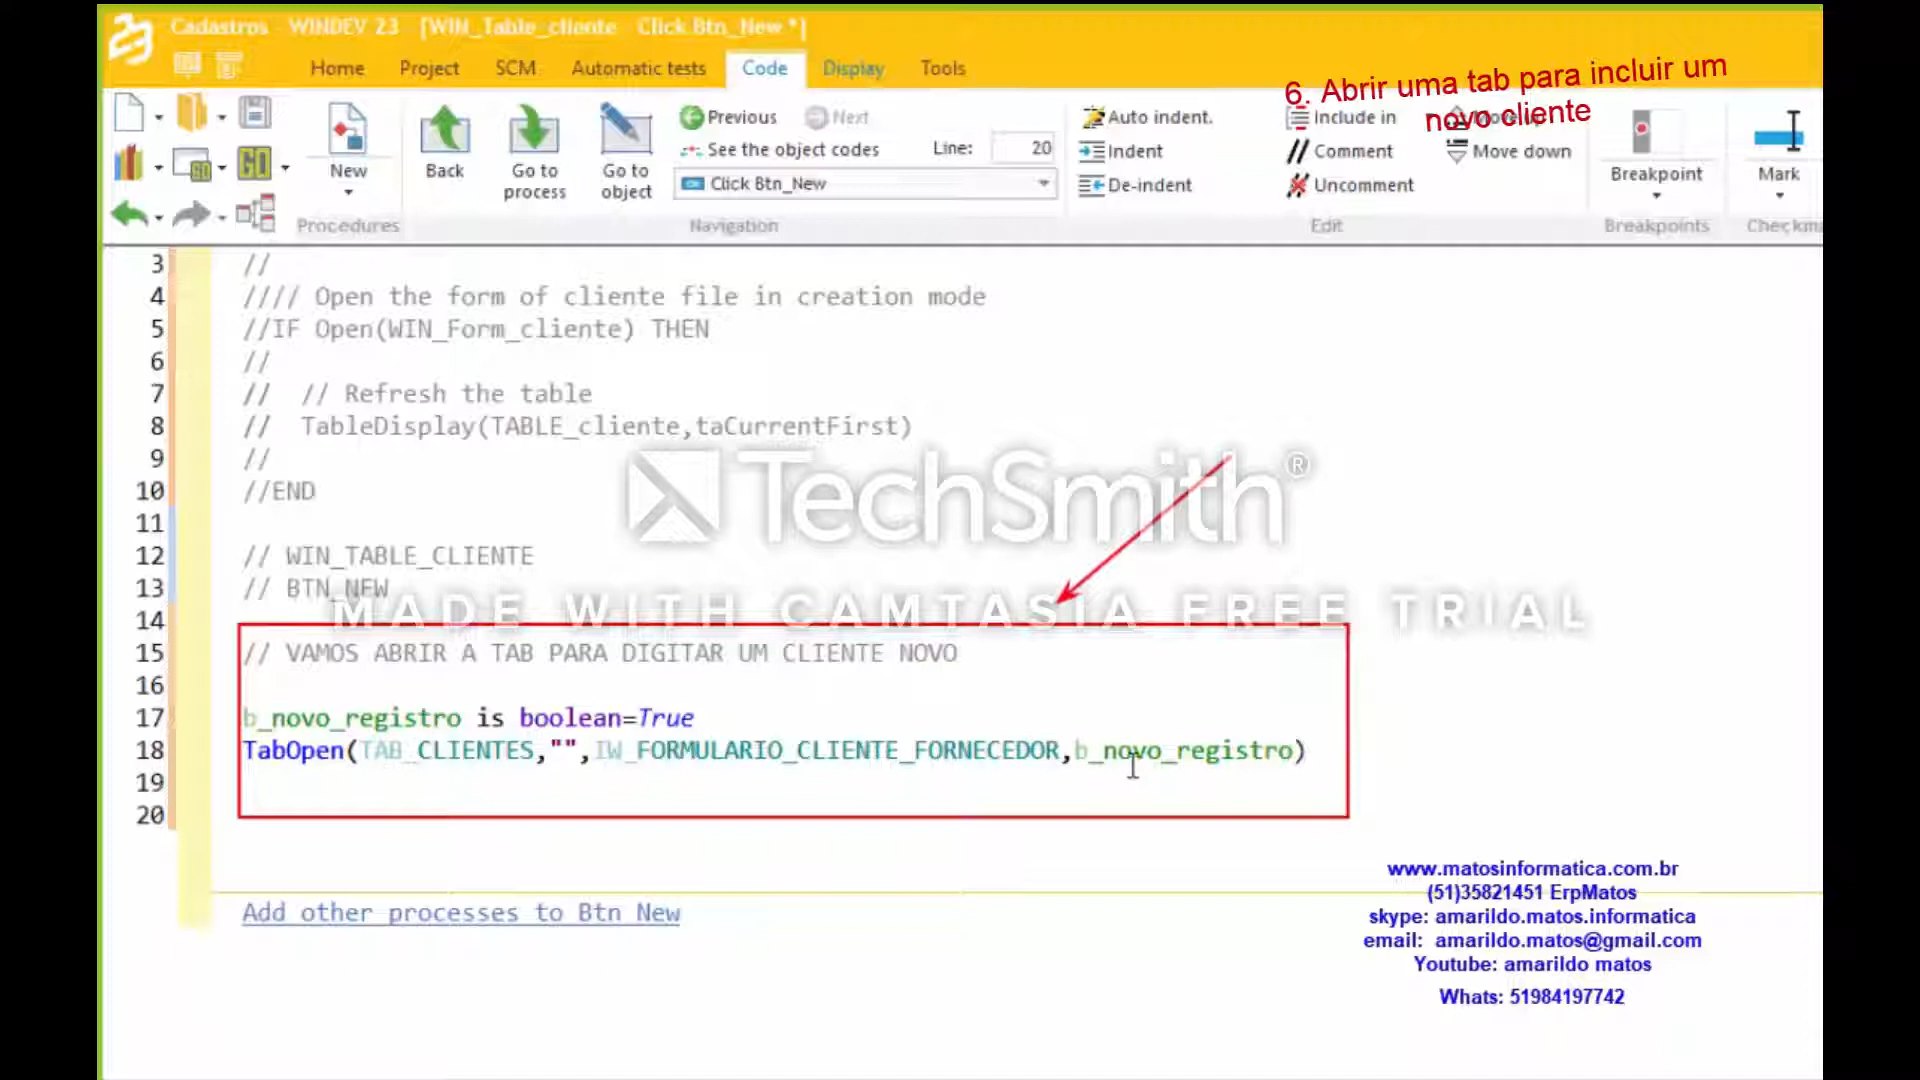 Cadastros - WINDEV 23 - [WIN_Table_cliente - Click Btn_New *]
Home Project SCM Automatic tests Code Display Tools
6. Abrir uma tab para incluir um
novo cliente
New
Procedures
Back
Go to
process
Go to
object
Previous Next
See the object codes Line: 20
Click Btn_New
Navigation
Auto indent.
Indent
De-indent
Include in
Comment
Uncomment
Move up
Move down
Edit
Breakpoint
Breakpoints
Mark
Checkm
3 //
4 //// Open the form of cliente file in creation mode
5 //IF Open(WIN_Form_cliente) THEN
6 //
7 // // Refresh the table
8 // TableDisplay(TABLE_cliente,taCurrentFirst)
9 //
10 //END
11
12 // WIN_TABLE_CLIENTE
13 // BTN_NEW
14
15 // VAMOS ABRIR A TAB PARA DIGITAR UM CLIENTE NOVO
16
17 b_novo_registro is boolean=True
18 TabOpen(TAB_CLIENTES,"",IW_FORMULARIO_CLIENTE_FORNECEDOR,b_novo_registro)
19
20
TechSmith®
MADE WITH CAMTASIA FREE TRIAL
Add other processes to Btn_New
www.matosinformatica.com.br
(51)35821451 ErpMatos
skype: amarildo.matos.informatica
email: amarildo.matos@gmail.com
Youtube: amarildo matos
Whats: 51984197742